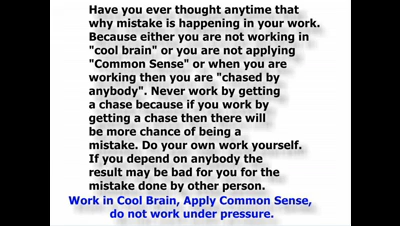 Have you ever thought anytime that
why mistake is happening in your work.
Because either you are not working in
"cool brain" or you are not applying
"Common Sense" or when you are
working then you are "chased by
anybody". Never work by getting
a chase because if you work by
getting a chase then there will
be more chance of being a
mistake. Do your own work yourself.
If you depend on anybody the
result may be bad for you for the
mistake done by other person.
Work in Cool Brain, Apply Common Sense,
do not work under pressure.